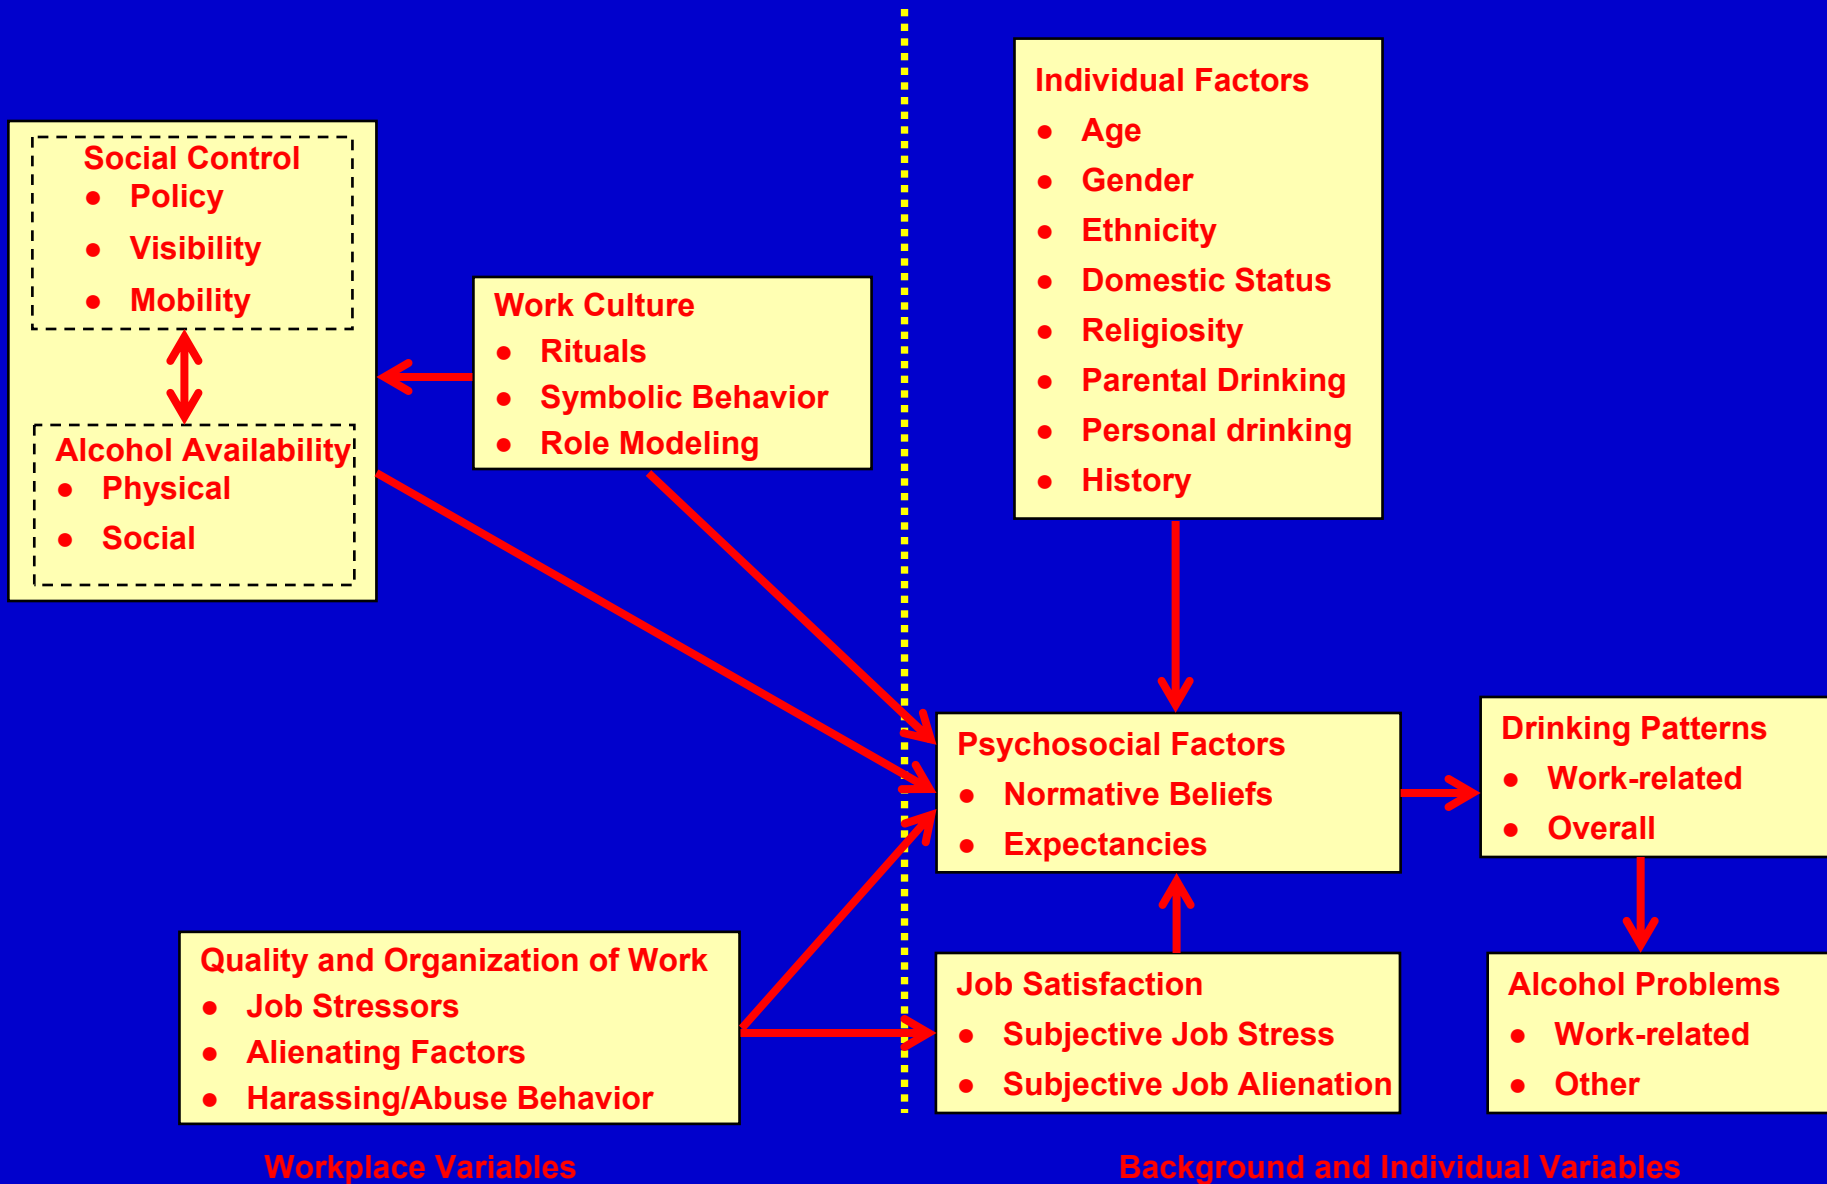 Social Control
● Policy
● Visibility
● Mobility
Alcohol Availability
● Physical
● Social
Work Culture
● Rituals
● Symbolic Behavior
● Role Modeling
Quality and Organization of Work
● Job Stressors
● Alienating Factors
● Harassing/Abuse Behavior
Workplace Variables
Individual Factors
● Age
● Gender
● Ethnicity
● Domestic Status
● Religiosity
● Parental Drinking
● Personal drinking
● History
Psychosocial Factors
● Normative Beliefs
● Expectancies
Drinking Patterns
● Work-related
● Overall
Job Satisfaction
● Subjective Job Stress
● Subjective Job Alienation
Alcohol Problems
● Work-related
● Other
Background and Individual Variables